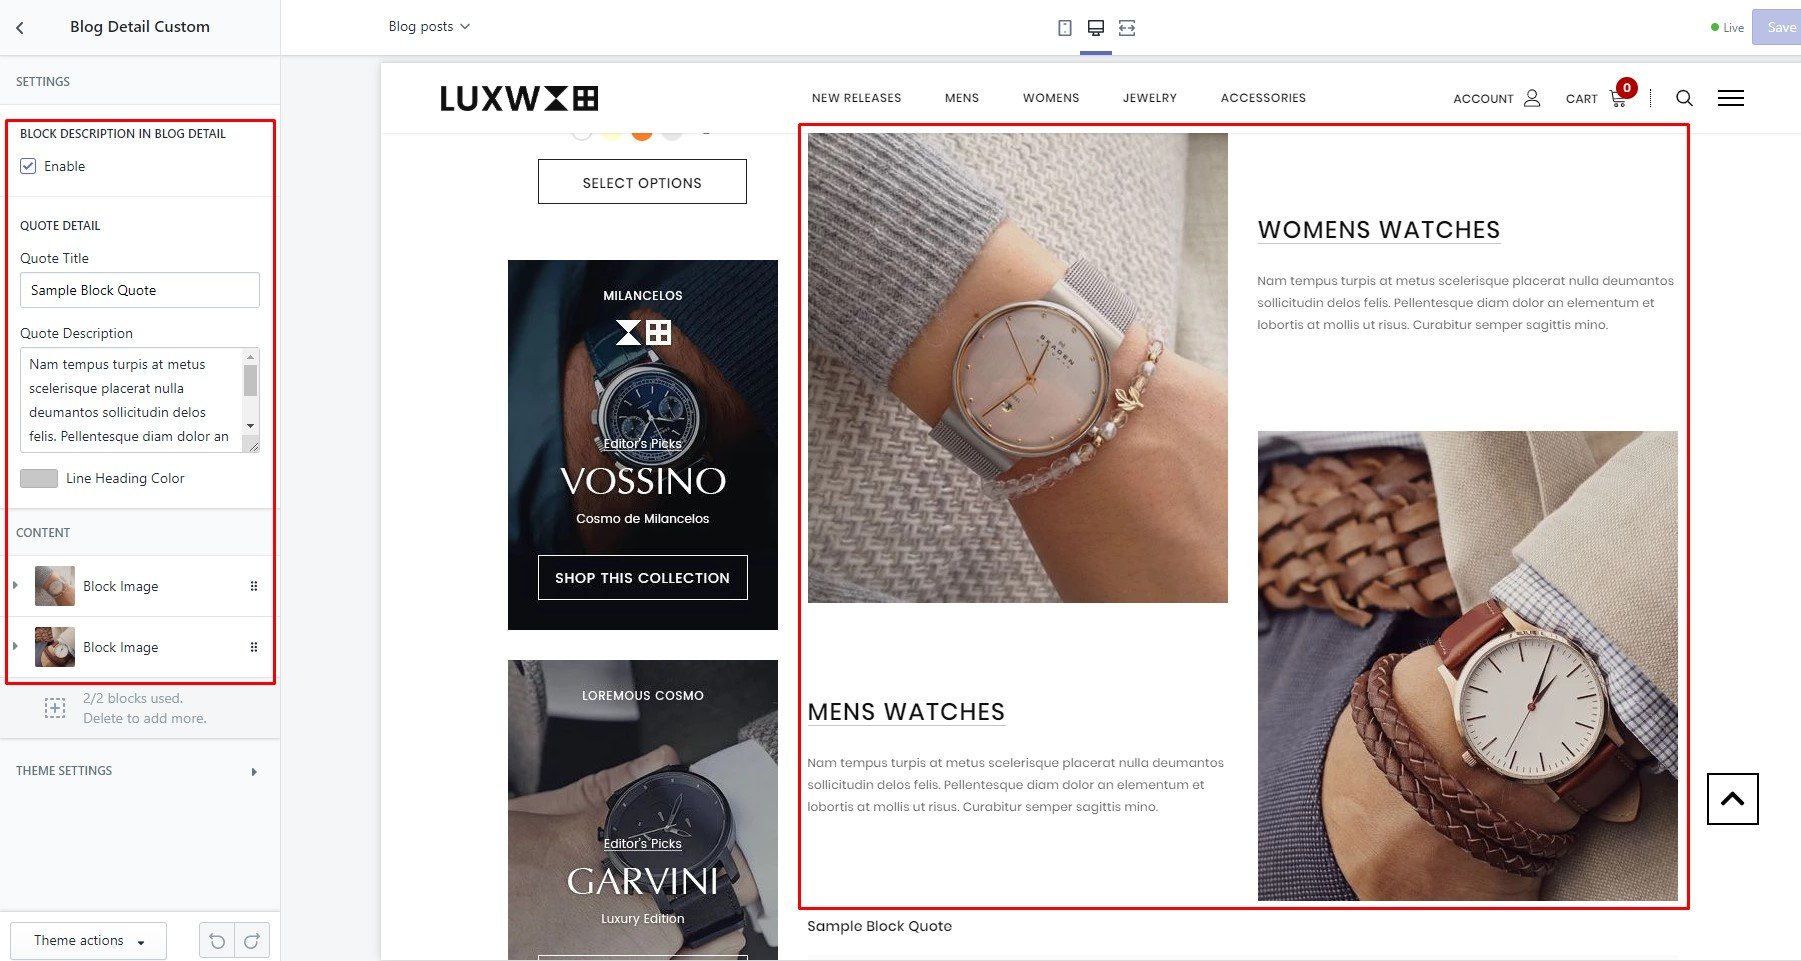 Blog Detail Custom
Blog posts
Live
Save
SETTINGS
BLOCK DESCRIPTION IN BLOG DETAIL
Enable
QUOTE DETAIL
Quote Title
Sample Block Quote
Quote Description
Nam tempus turpis at metus
scelerisque placerat nulla
deumantos sollicitudin delos
felis. Pellentesque diam dolor an
Line Heading Color
CONTENT
Block Image
Block Image
2/2 blocks used.
Delete to add more.
THEME SETTINGS
Theme actions
LUXW
NEW RELEASES
MENS
WOMENS
JEWELRY
ACCESSORIES
ACCOUNT
CART
0
SELECT OPTIONS
MILANCELOS
Editor's Picks
VOSSINO
Cosmo de Milancelos
SHOP THIS COLLECTION
LOREMOUS COSMO
Editor's Picks
GARVINI
Luxury Edition
SKAGEN
WOMENS WATCHES
Nam tempus turpis at metus scelerisque placerat nulla deumantos
sollicitudin delos felis. Pellentesque diam dolor an elementum et
lobortis at mollis ut risus. Curabitur semper sagittis mino.
MENS WATCHES
Nam tempus turpis at metus scelerisque placerat nulla deumantos
sollicitudin delos felis. Pellentesque diam dolor an elementum et
lobortis at mollis ut risus. Curabitur semper sagittis mino.
Sample Block Quote